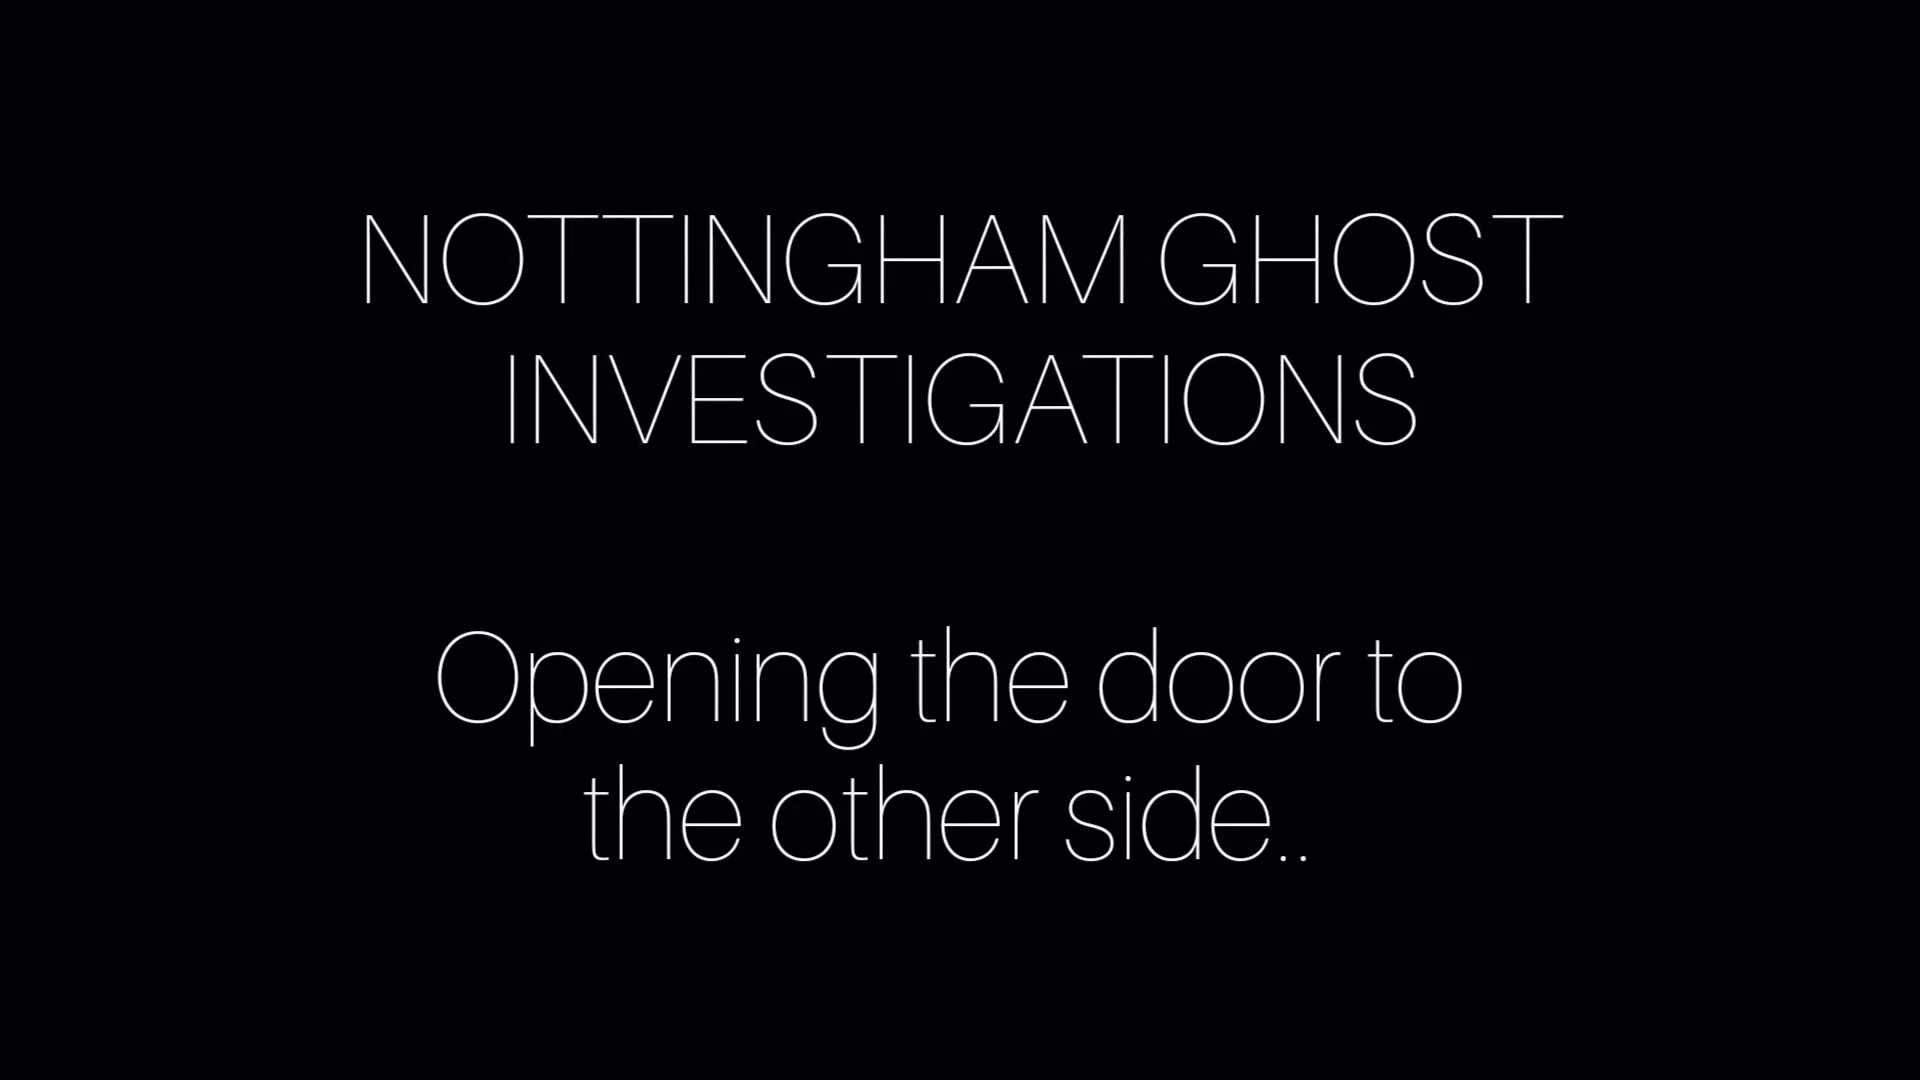 NOTTINGHAM GHOST
INVESTIGATIONS
Opening the door to
the other side..